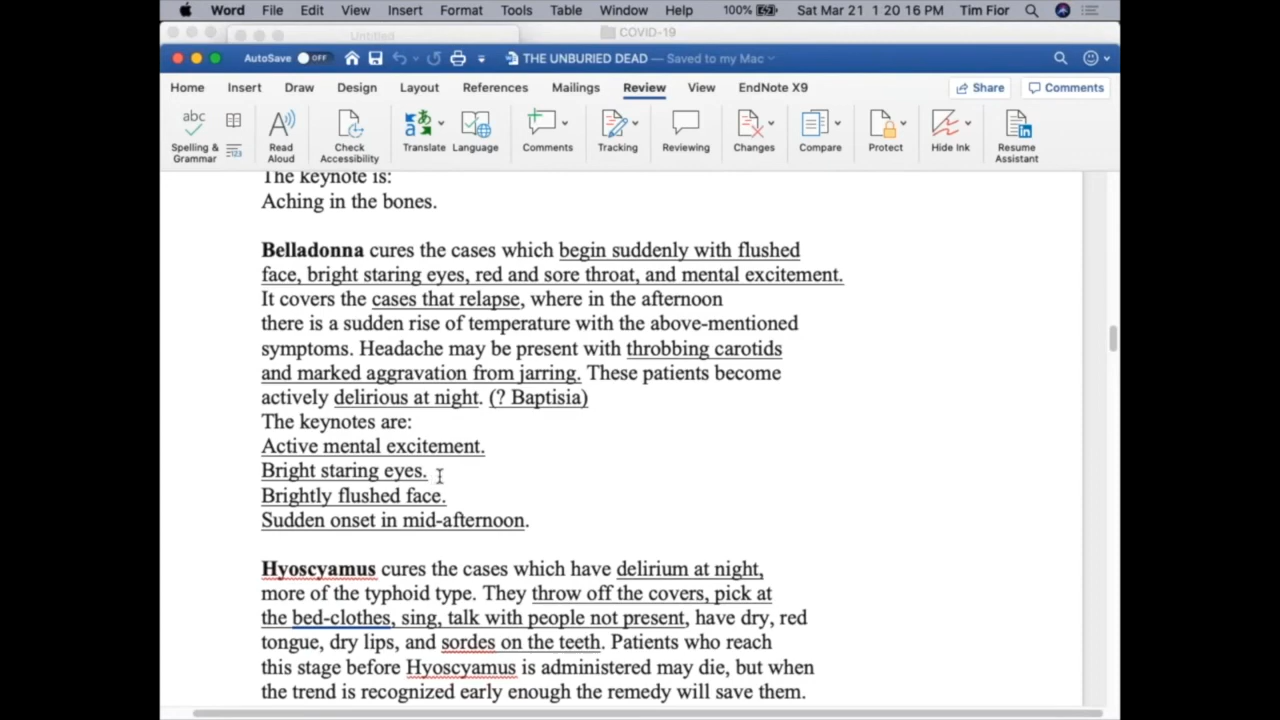 Word File Edit View Insert Format Tools Table Window Help 100% Sat Mar 21 1 20 16 PM Tim Fior
Untitled COVID-19
AutoSave OFF THE UNBURIED DEAD — Saved to my Mac
Home Insert Draw Design Layout References Mailings Review View EndNote X9 Share Comments
Spelling & Grammar Read Aloud Check Accessibility Translate Language Comments Tracking Reviewing Changes Compare Protect Hide Ink Resume Assistant
The keynote is:
Aching in the bones.
Belladonna cures the cases which begin suddenly with flushed
face, bright staring eyes, red and sore throat, and mental excitement.
It covers the cases that relapse, where in the afternoon
there is a sudden rise of temperature with the above-mentioned
symptoms. Headache may be present with throbbing carotids
and marked aggravation from jarring. These patients become
actively delirious at night. (? Baptisia)
The keynotes are:
Active mental excitement.
Bright staring eyes.
Brightly flushed face.
Sudden onset in mid-afternoon.
Hyoscyamus cures the cases which have delirium at night,
more of the typhoid type. They throw off the covers, pick at
the bed-clothes, sing, talk with people not present, have dry, red
tongue, dry lips, and sordes on the teeth. Patients who reach
this stage before Hyoscyamus is administered may die, but when
the trend is recognized early enough the remedy will save them.